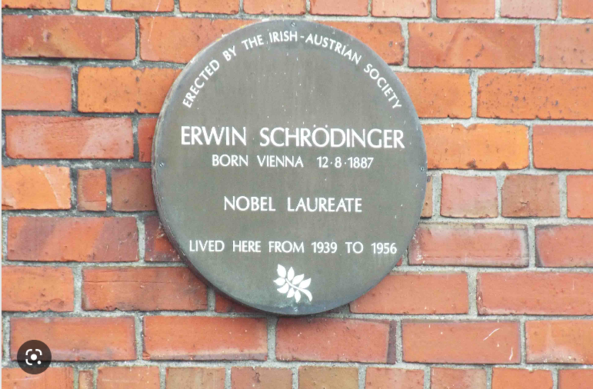 ERECTED BY THE IRISH-AUSTRIAN SOCIETY
ERWIN SCHRÖDINGER
BORN VIENNA 12·8·1887
NOBEL LAUREATE
LIVED HERE FROM 1939 TO 1956